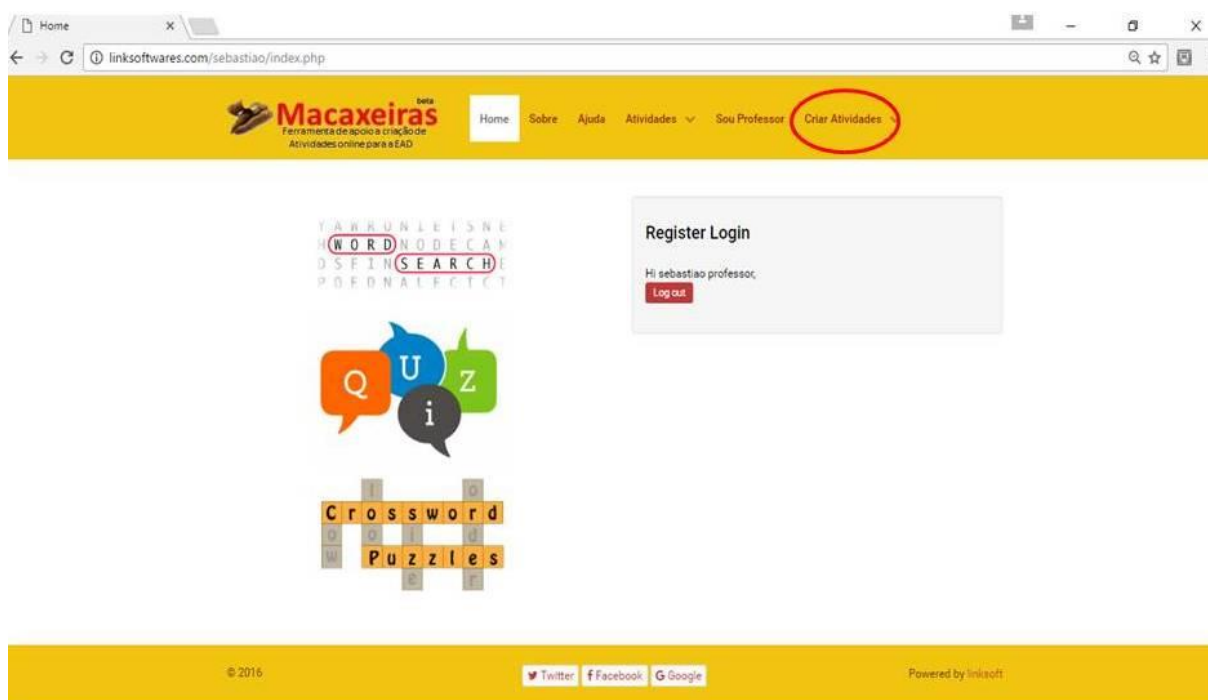 Home
linksoftwares.com/sebastiao/index.php
beta
Macaxeiras
Ferramenta de apoio a criação de
Atividades online para a EAD
Home Sobre Ajuda Atividades Sou Professor Criar Atividades
WORD NODECAN
SEARCH
QUiZ
Crossword
Puzzles
Register Login
Hi sebastiao professor,
Log out
© 2016
Twitter Facebook G Google
Powered by linksoft